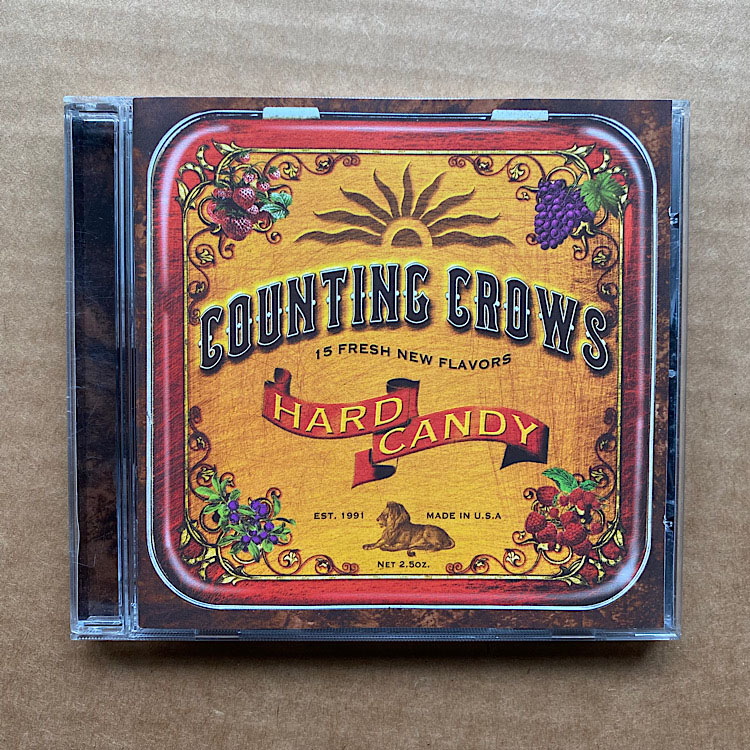 COUNTING CROWS
15 FRESH NEW FLAVORS
HARD CANDY
EST. 1991 MADE IN U.S.A
NET 2.5OZ.